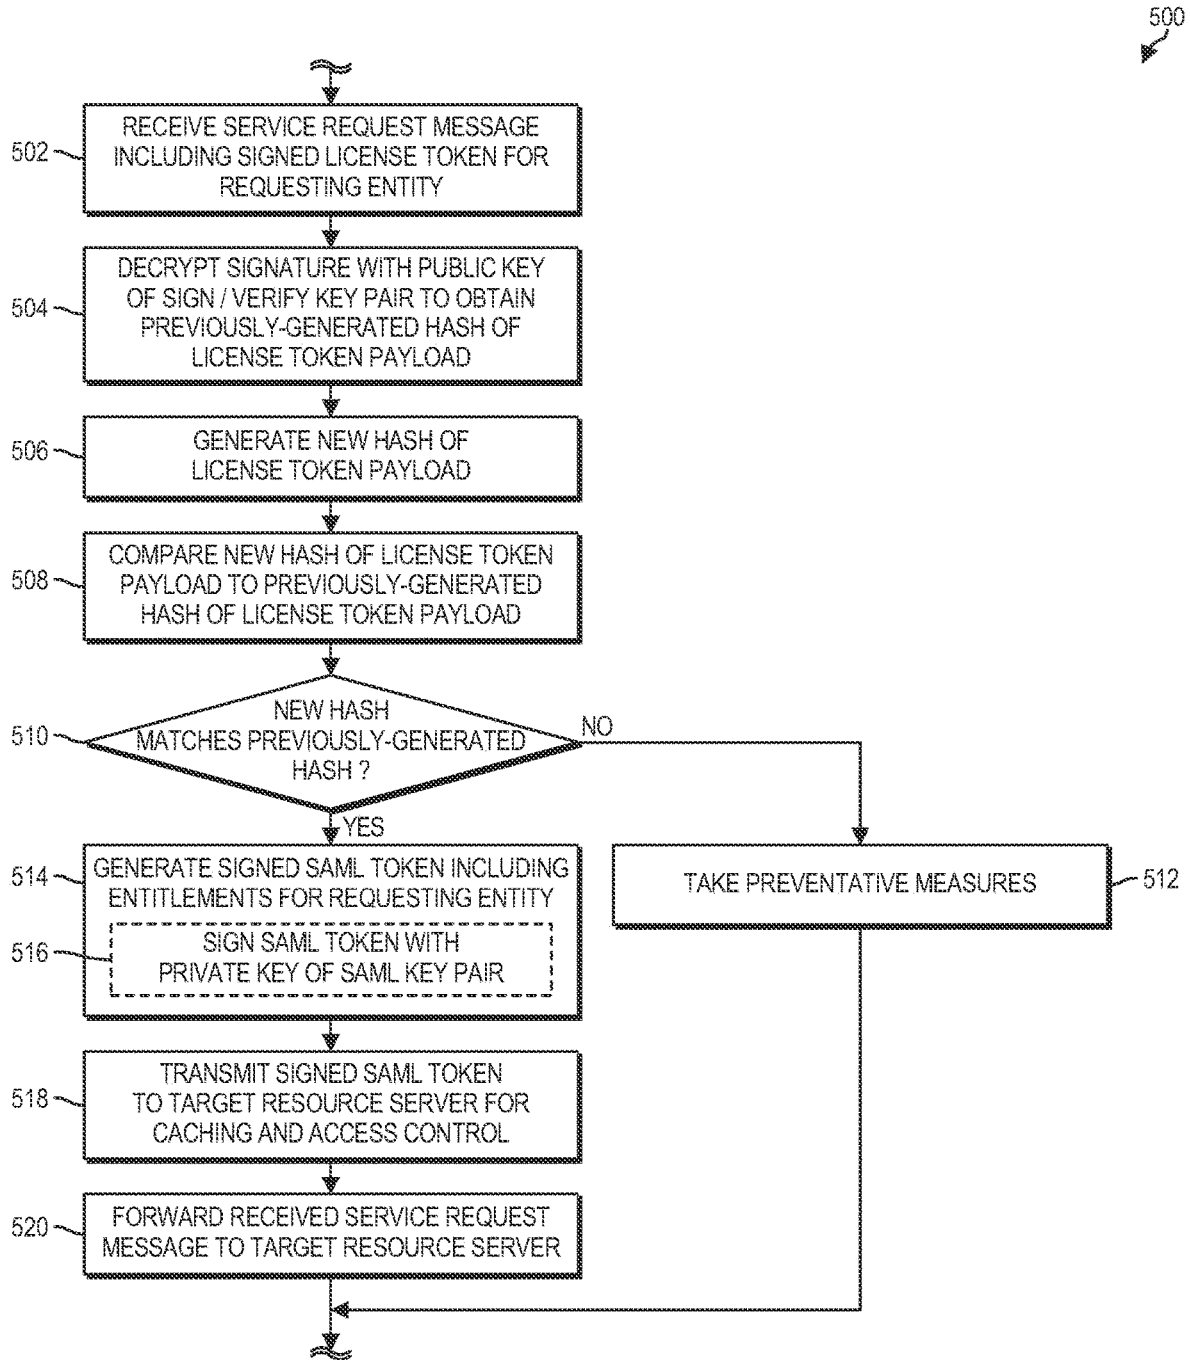 500
502
RECEIVE SERVICE REQUEST MESSAGE
INCLUDING SIGNED LICENSE TOKEN FOR
REQUESTING ENTITY
504
DECRYPT SIGNATURE WITH PUBLIC KEY
OF SIGN / VERIFY KEY PAIR TO OBTAIN
PREVIOUSLY-GENERATED HASH OF
LICENSE TOKEN PAYLOAD
506
GENERATE NEW HASH OF
LICENSE TOKEN PAYLOAD
508
COMPARE NEW HASH OF LICENSE TOKEN
PAYLOAD TO PREVIOUSLY-GENERATED
HASH OF LICENSE TOKEN PAYLOAD
510
NEW HASH
MATCHES PREVIOUSLY-GENERATED
HASH ?
NO
YES
514
GENERATE SIGNED SAML TOKEN INCLUDING
ENTITLEMENTS FOR REQUESTING ENTITY
516
SIGN SAML TOKEN WITH
PRIVATE KEY OF SAML KEY PAIR
TAKE PREVENTATIVE MEASURES
512
518
TRANSMIT SIGNED SAML TOKEN
TO TARGET RESOURCE SERVER FOR
CACHING AND ACCESS CONTROL
520
FORWARD RECEIVED SERVICE REQUEST
MESSAGE TO TARGET RESOURCE SERVER